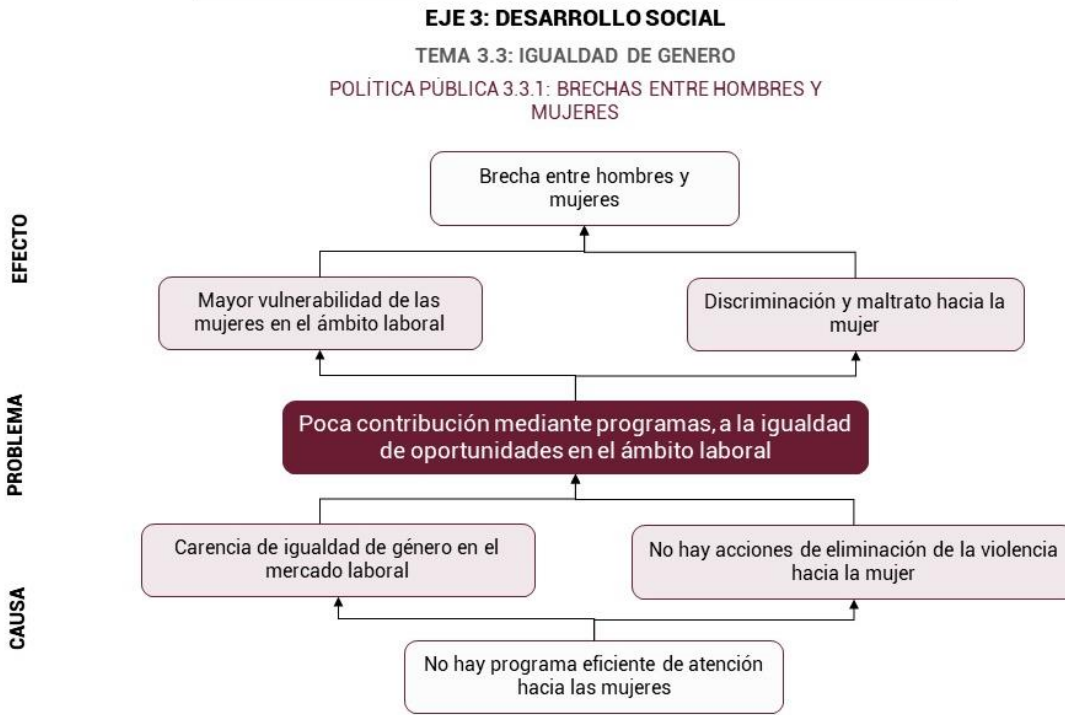 EJE 3: DESARROLLO SOCIAL
TEMA 3.3: IGUALDAD DE GENERO
POLÍTICA PÚBLICA 3.3.1: BRECHAS ENTRE HOMBRES Y
MUJERES
EFECTO
Brecha entre hombres y
mujeres
Mayor vulnerabilidad de las
mujeres en el ámbito laboral
Discriminación y maltrato hacia la
mujer
PROBLEMA
Poca contribución mediante programas, a la igualdad
de oportunidades en el ámbito laboral
CAUSA
Carencia de igualdad de género en el
mercado laboral
No hay acciones de eliminación de la violencia
hacia la mujer
No hay programa eficiente de atención
hacia las mujeres